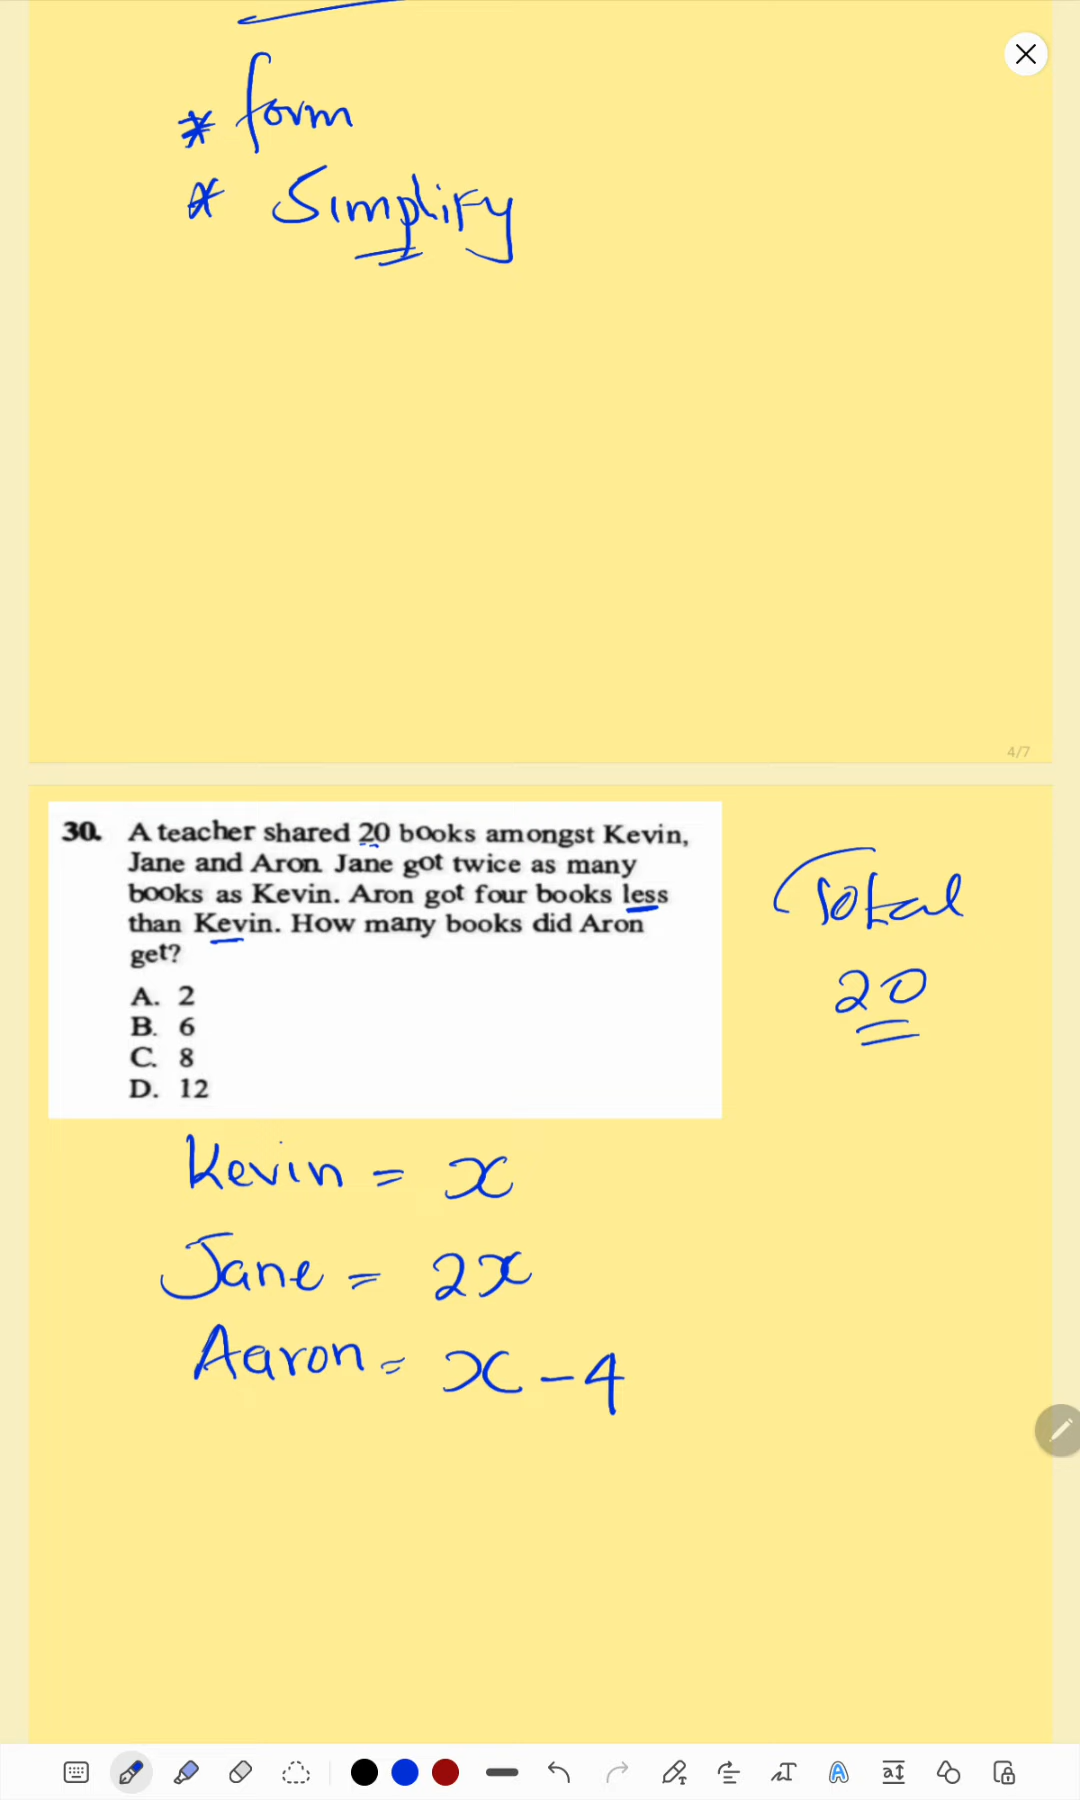 * form
* Simplify
4/7
30. A teacher shared 20 books amongst Kevin,
Jane and Aron. Jane got twice as many
books as Kevin. Aron got four books less
than Kevin. How many books did Aron
get?
A. 2
B. 6
C. 8
D. 12
Total
20
Kevin = x
Jane = 2x
Aaron = x - 4